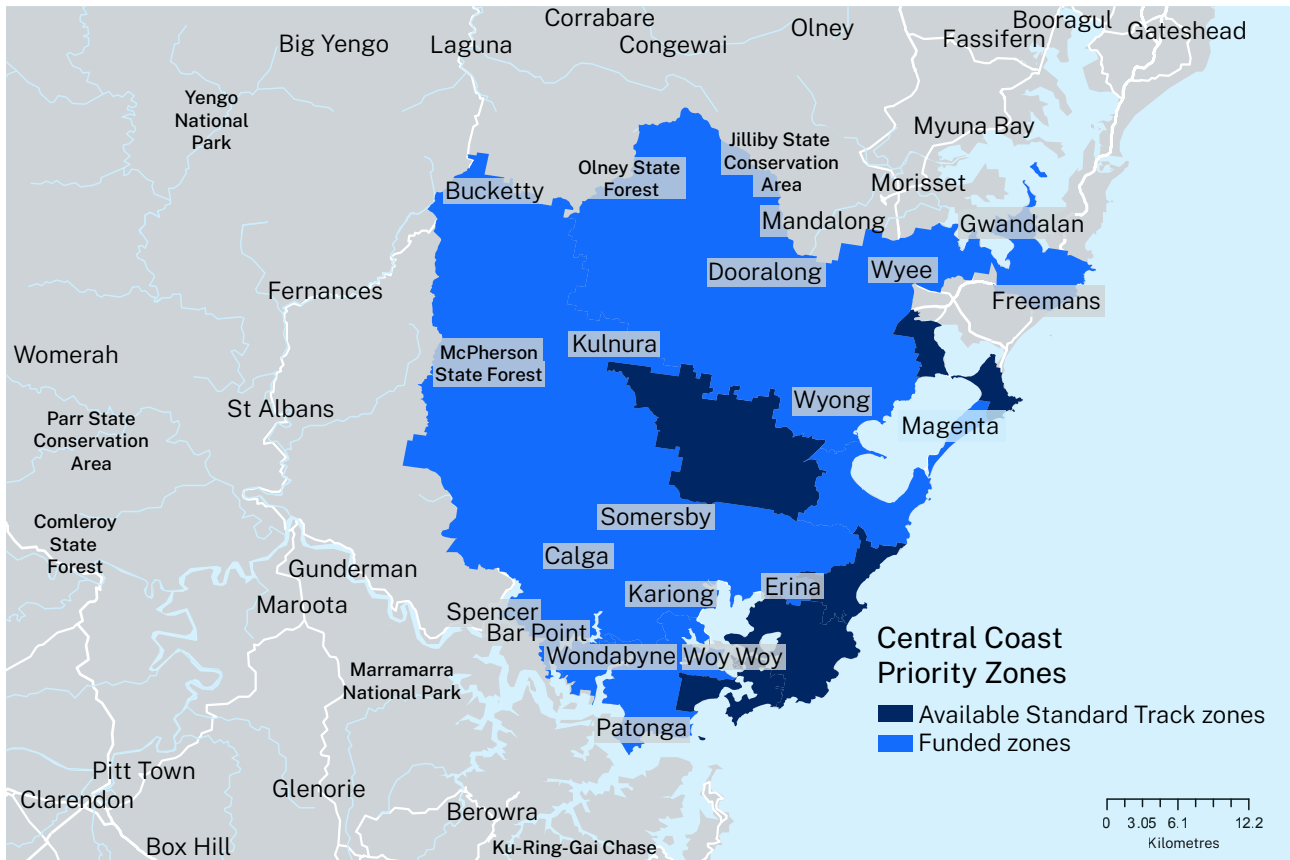 Corrabare
Booragul
Big Yengo
Laguna
Congewai
Olney
Fassifern
Gateshead
Yengo
National
Park
Myuna Bay
Jilliby State
Conservation
Area
Olney State
Forest
Bucketty
Morisset
Mandalong
Gwandalan
Dooralong
Wyee
Fernances
Freemans
Womerah
Kulnura
McPherson
State Forest
St Albans
Wyong
Parr State
Conservation
Area
Magenta
Comleroy
State
Forest
Somersby
Calga
Gunderman
Kariong
Erina
Maroota
Spencer
Bar Point
Wondabyne
Woy Woy
Marramarra
National Park
Central Coast
Priority Zones
Available Standard Track zones
Funded zones
Patonga
Pitt Town
Clarendon
Glenorie
Berowra
Box Hill
Ku-Ring-Gai Chase
0 3.05 6.1 12.2
Kilometres